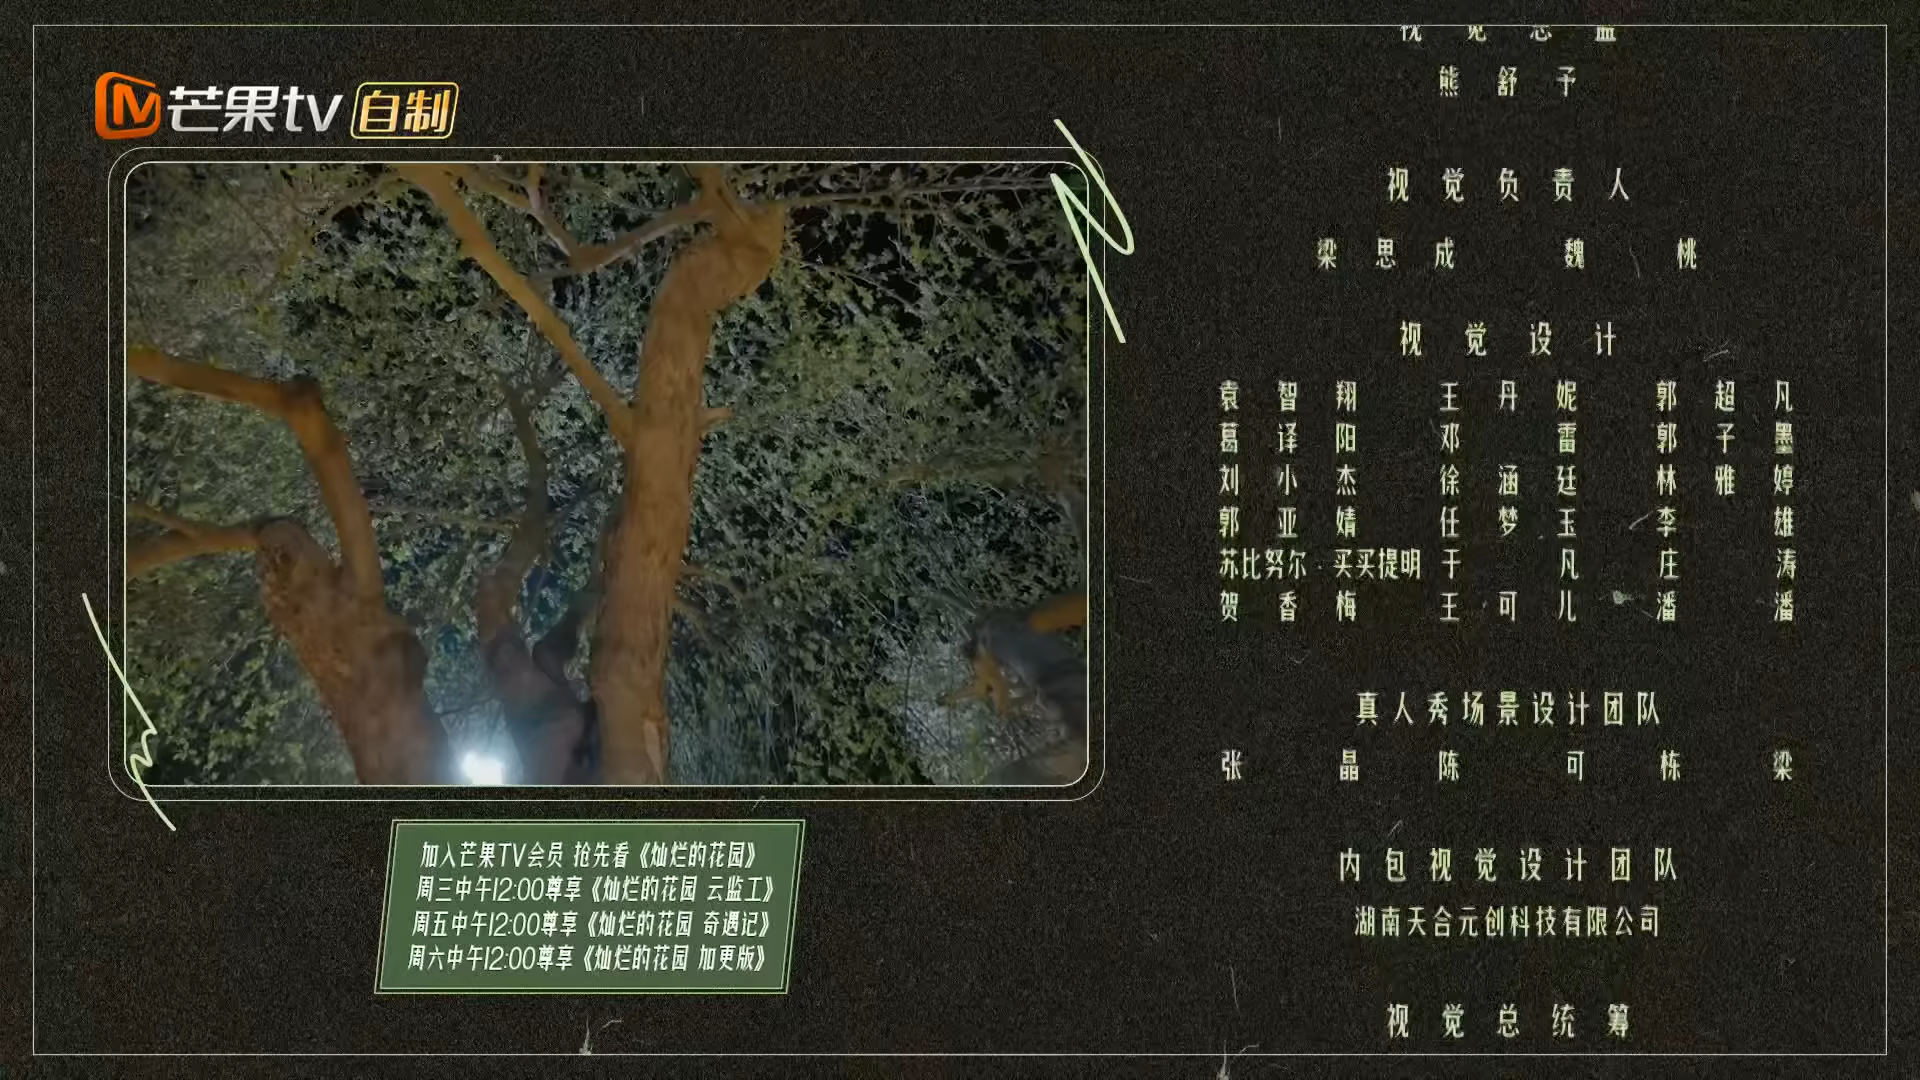 芒果tv 自制
视觉总监
熊舒予
视觉负责人
梁思成 魏桃
视觉设计
袁智翔 王丹妮 郭超凡
葛译阳 邓雷 郭子墨
刘小杰 徐涵廷 林雅婷
郭亚婧 任梦玉 李雄
苏比努尔·买买提明 于凡 庄涛
贺香梅 王可儿 潘潘
真人秀场景设计团队
张晶 陈可 栋梁
内包视觉设计团队
湖南天合元创科技有限公司
视觉总统筹
加入芒果TV会员 抢先看《灿烂的花园》
周三中午12:00尊享《灿烂的花园 云监工》
周五中午12:00尊享《灿烂的花园 奇遇记》
周六中午12:00尊享《灿烂的花园 加更版》